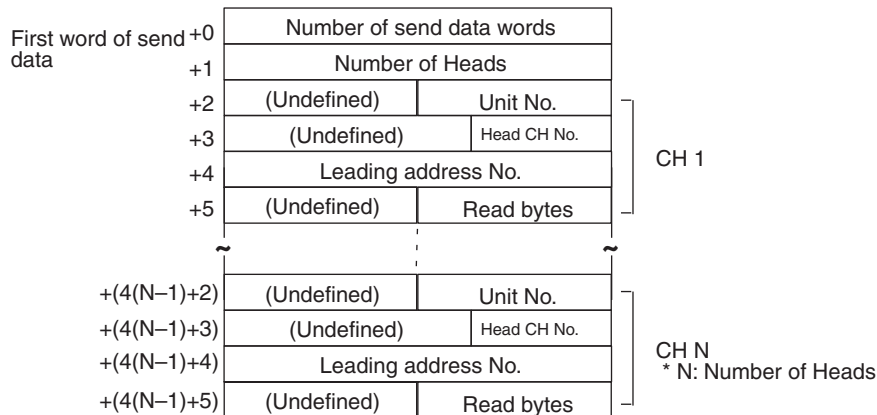 First word of send data
+0 Number of send data words
+1 Number of Heads
+2 (Undefined) Unit No.
+3 (Undefined) Head CH No.
+4 Leading address No.
+5 (Undefined) Read bytes
CH 1
~ ~
+(4(N–1)+2) (Undefined) Unit No.
+(4(N–1)+3) (Undefined) Head CH No.
+(4(N–1)+4) Leading address No.
+(4(N–1)+5) (Undefined) Read bytes
CH N
* N: Number of Heads